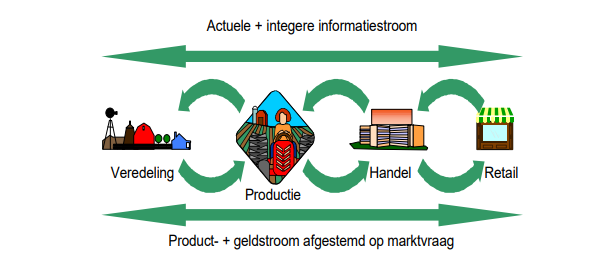 Actuele + integere informatiestroom
Veredeling
Productie
Handel
Retail
Product- + geldstroom afgestemd op marktvraag